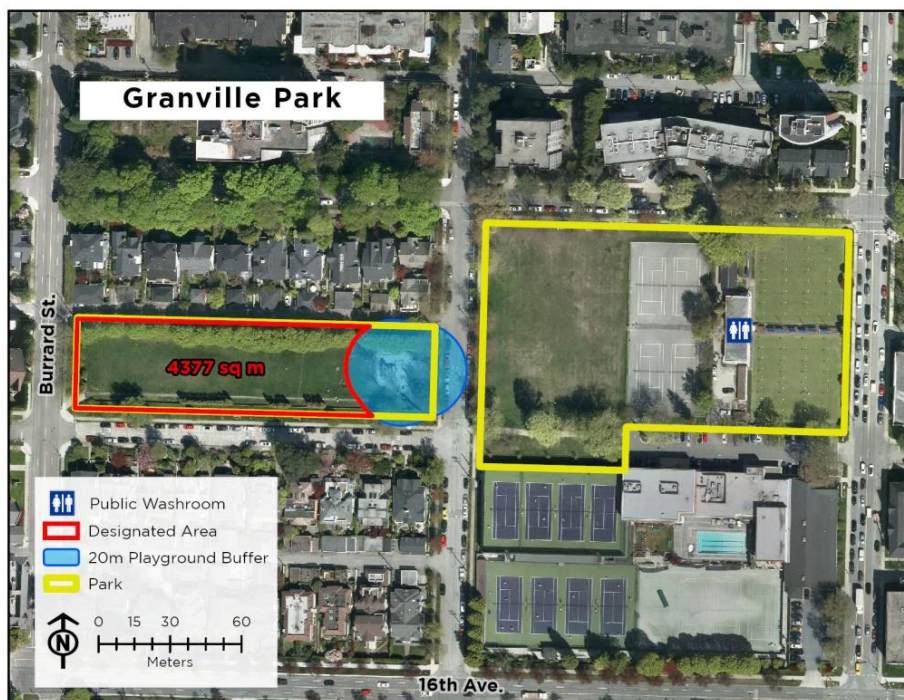 Granville Park
Burrard St.
4377 sq m
Public Washroom
Designated Area
20m Playground Buffer
Park
N
0 15 30 60
Meters
16th Ave.